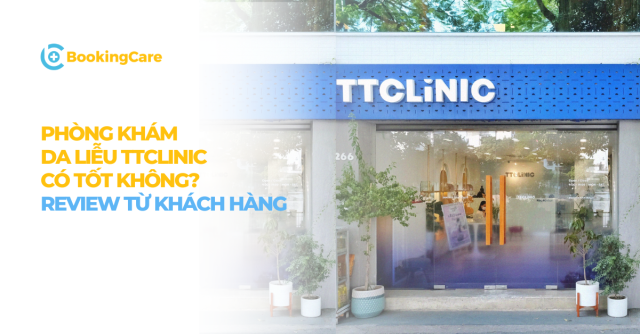 BookingCare
PHÒNG KHÁM
DA LIỄU TTCLINIC
CÓ TỐT KHÔNG?
REVIEW TỪ KHÁCH HÀNG
TTCLiNIC
266
TTCLiNIC